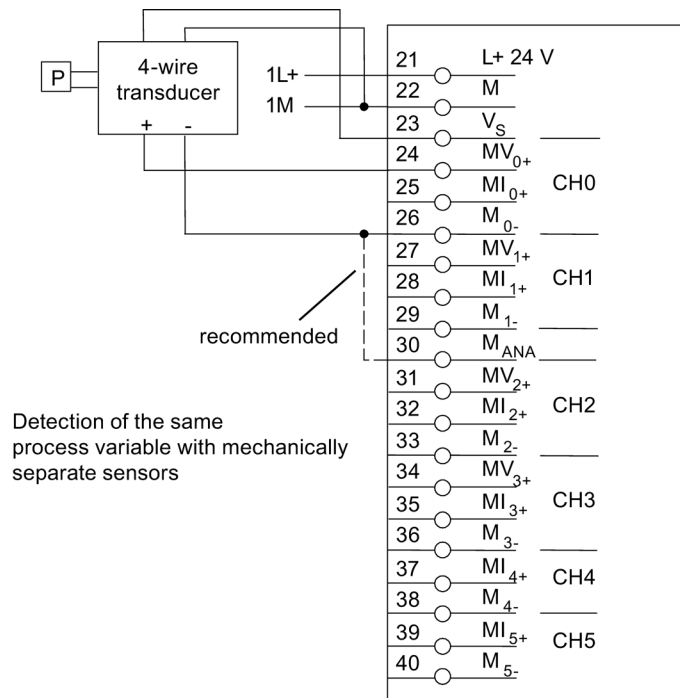 4-wire
transducer
P
+ -
1L+
1M
21 L+ 24 V
22 M
23 VS
24 MV0+
25 MI0+ CH0
26 M0-
27 MV1+
28 MI1+ CH1
29 M1-
30 MANA
31 MV2+
32 MI2+ CH2
33 M2-
34 MV3+
35 MI3+ CH3
36 M3-
37 MI4+ CH4
38 M4-
39 MI5+ CH5
40 M5-
recommended
Detection of the same
process variable with mechanically
separate sensors